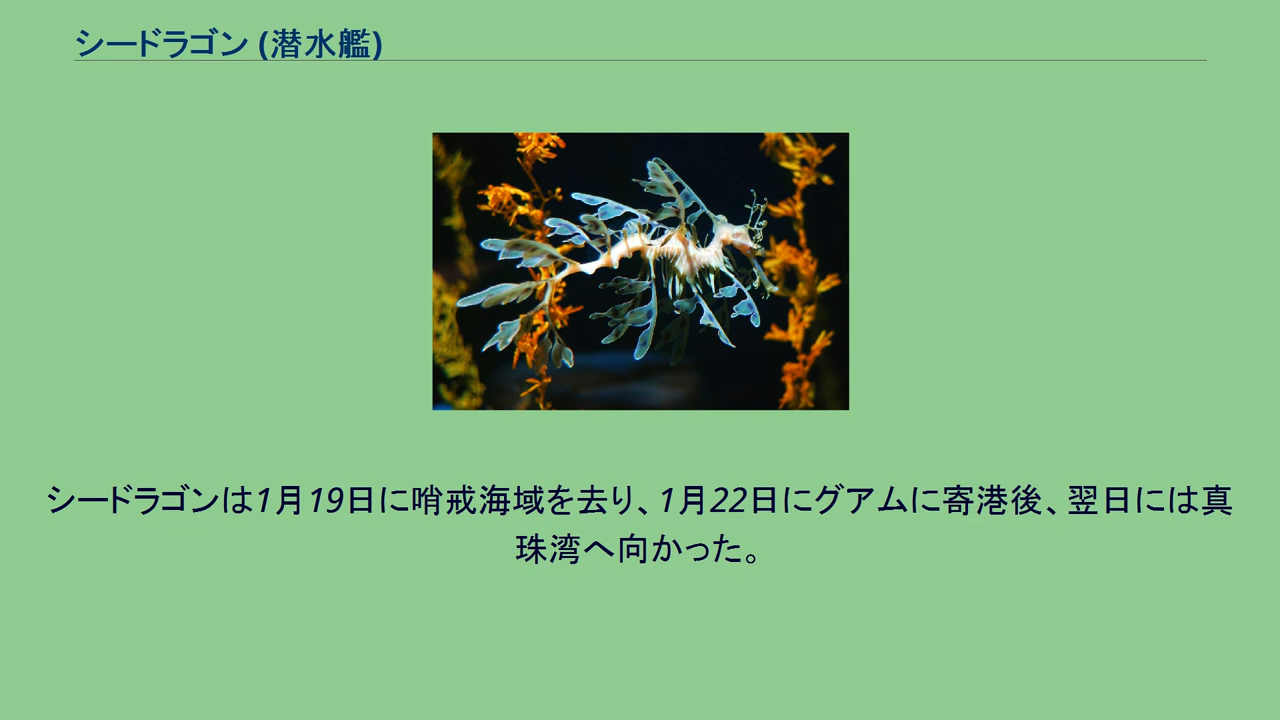 シードラゴン (潜水艦)
シードラゴンは1月19日に哨戒海域を去り、1月22日にグアムに寄港後、翌日には真
珠湾へ向かった。